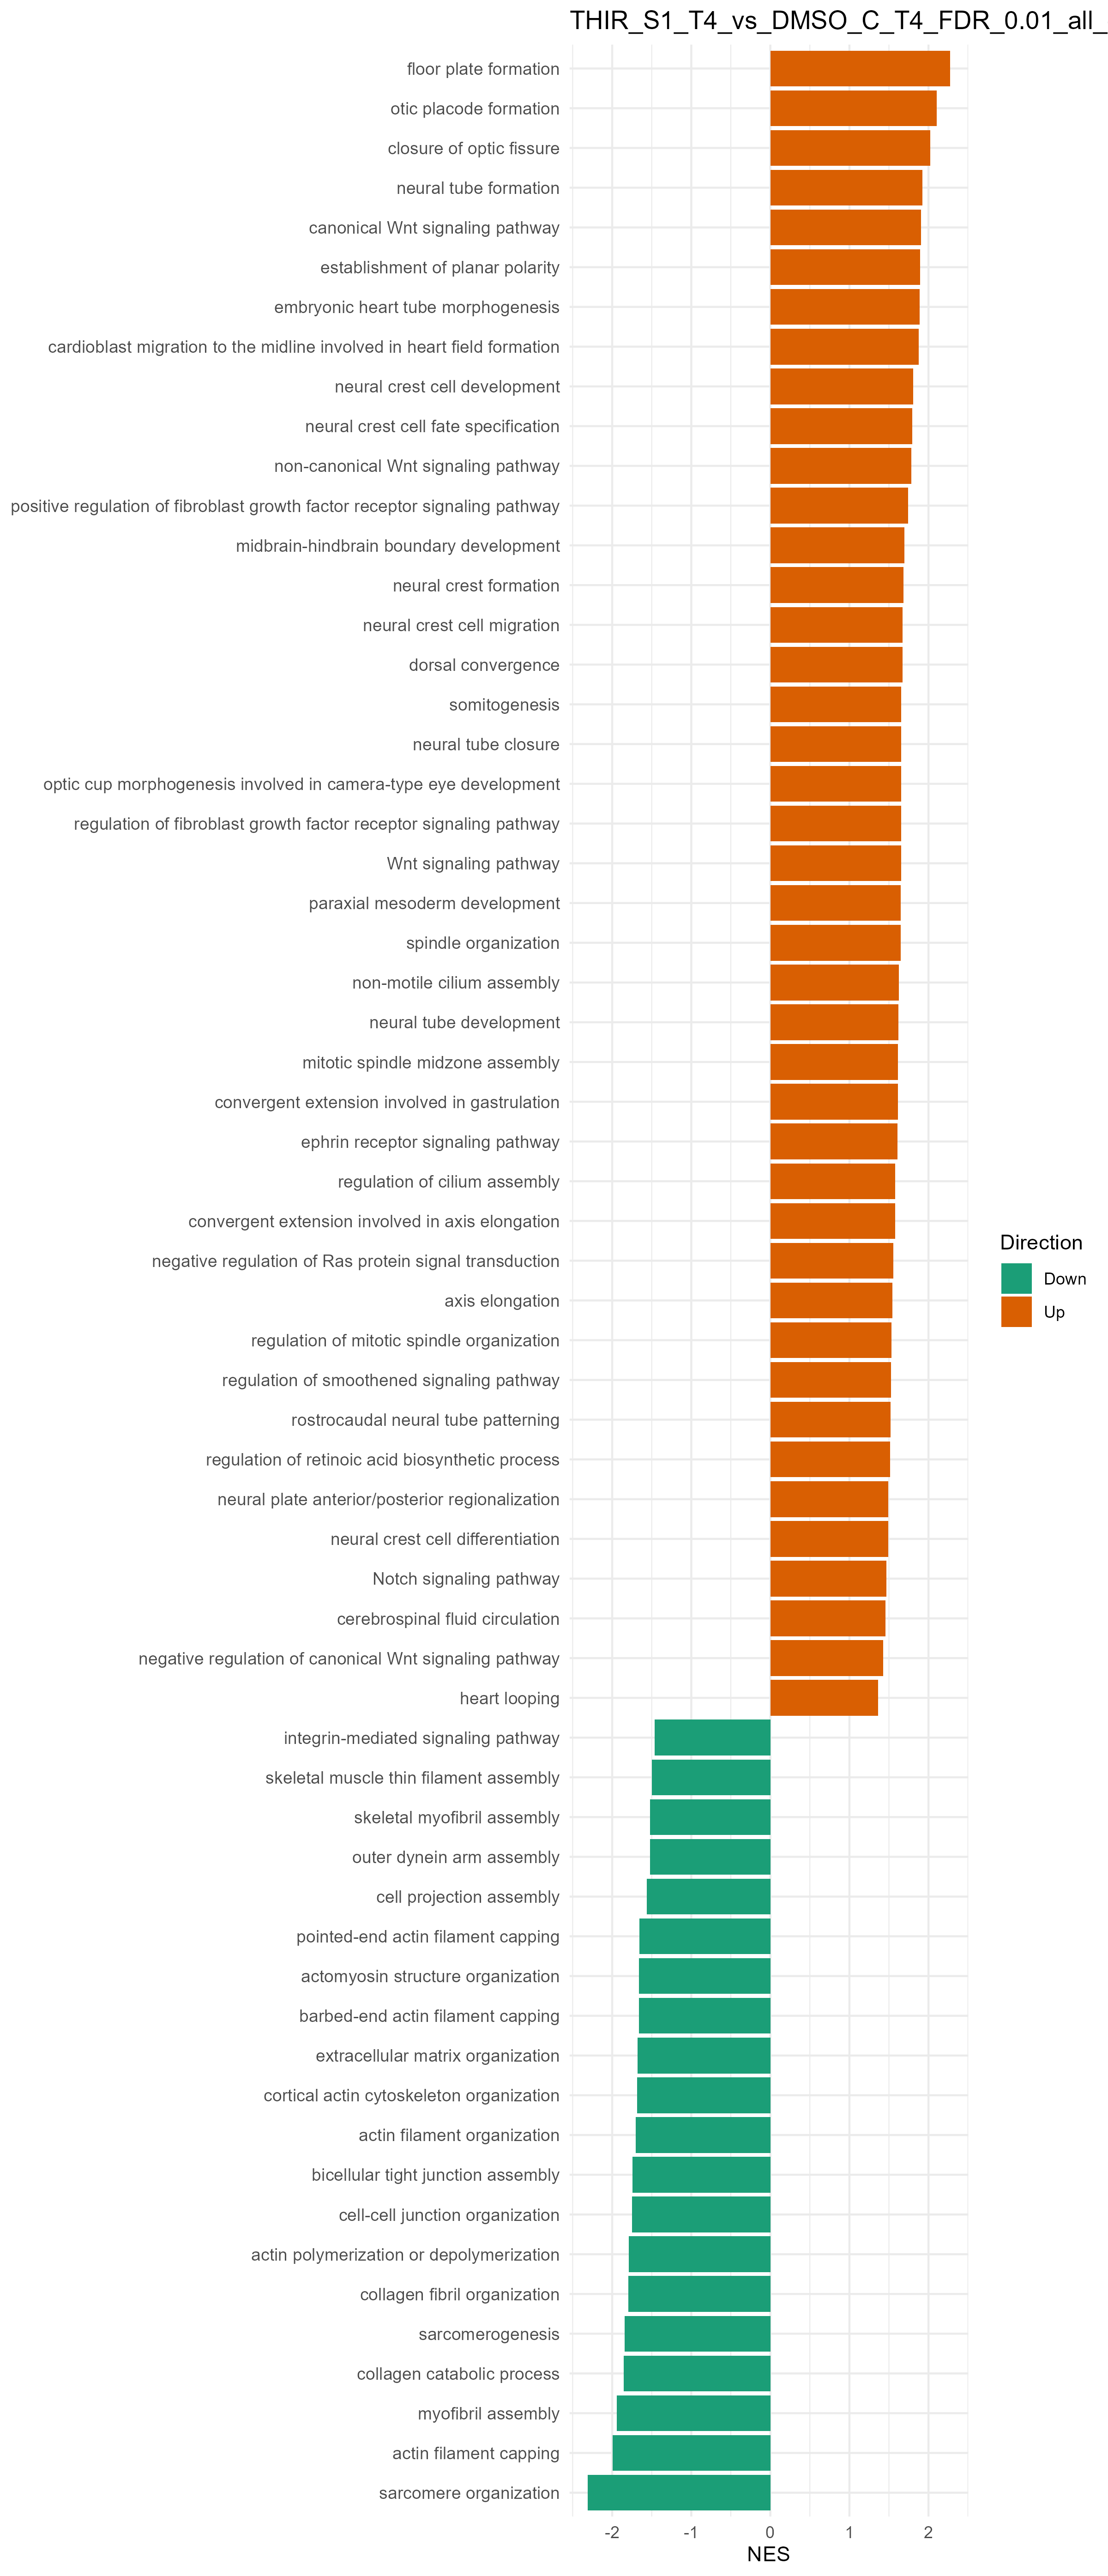 THIR_S1_T4_vs_DMSO_C_T4_FDR_0.01_all_
floor plate formation
otic placode formation
closure of optic fissure
neural tube formation
canonical Wnt signaling pathway
establishment of planar polarity
embryonic heart tube morphogenesis
cardioblast migration to the midline involved in heart field formation
neural crest cell development
neural crest cell fate specification
non-canonical Wnt signaling pathway
positive regulation of fibroblast growth factor receptor signaling pathway
midbrain-hindbrain boundary development
neural crest formation
neural crest cell migration
dorsal convergence
somitogenesis
neural tube closure
optic cup morphogenesis involved in camera-type eye development
regulation of fibroblast growth factor receptor signaling pathway
Wnt signaling pathway
paraxial mesoderm development
spindle organization
non-motile cilium assembly
neural tube development
mitotic spindle midzone assembly
convergent extension involved in gastrulation
ephrin receptor signaling pathway
regulation of cilium assembly
convergent extension involved in axis elongation
negative regulation of Ras protein signal transduction
axis elongation
regulation of mitotic spindle organization
regulation of smoothened signaling pathway
rostrocaudal neural tube patterning
regulation of retinoic acid biosynthetic process
neural plate anterior/posterior regionalization
neural crest cell differentiation
Notch signaling pathway
cerebrospinal fluid circulation
negative regulation of canonical Wnt signaling pathway
heart looping
integrin-mediated signaling pathway
skeletal muscle thin filament assembly
skeletal myofibril assembly
outer dynein arm assembly
cell projection assembly
pointed-end actin filament capping
actomyosin structure organization
barbed-end actin filament capping
extracellular matrix organization
cortical actin cytoskeleton organization
actin filament organization
bicellular tight junction assembly
cell-cell junction organization
actin polymerization or depolymerization
collagen fibril organization
sarcomerogenesis
collagen catabolic process
myofibril assembly
actin filament capping
sarcomere organization
-2 -1 0 1 2
NES
Direction
Down
Up